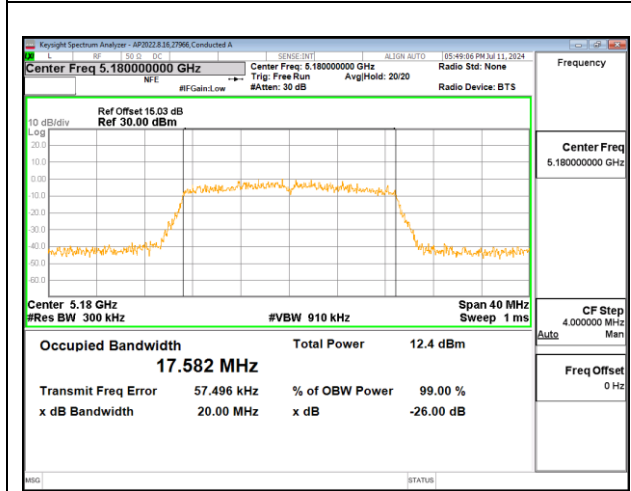 Keysight Spectrum Analyzer - AP2022.8.16,27966,Conducted A
L RF 50 Ω DC SENSE:INT ALIGN AUTO 05:49:06 PM Jul 11, 2024
Center Freq 5.180000000 GHz Center Freq: 5.180000000 GHz Radio Std: None Frequency
NFE Trig: Free Run Avg|Hold: 20/20
#IFGain:Low #Atten: 30 dB Radio Device: BTS
Ref Offset 15.03 dB
10 dB/div Ref 30.00 dBm
Log
20.0
10.0
0.00
-10.0
-20.0
-30.0
-40.0
-50.0
-60.0
Center Freq
5.180000000 GHz
Center 5.18 GHz Span 40 MHz
#Res BW 300 kHz #VBW 910 kHz Sweep 1 ms
CF Step
4.000000 MHz
Auto Man
Occupied Bandwidth Total Power 12.4 dBm
17.582 MHz
Freq Offset
0 Hz
Transmit Freq Error 57.496 kHz % of OBW Power 99.00 %
x dB Bandwidth 20.00 MHz x dB -26.00 dB
MSG STATUS